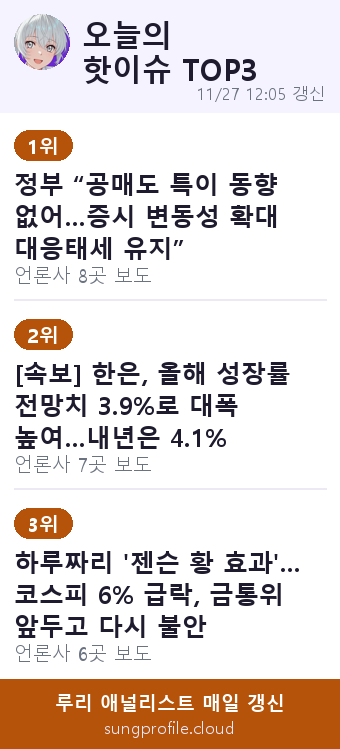 오늘의
핫이슈 TOP3
11/27 12:05 갱신
1위
정부 “공매도 특이 동향
없어…증시 변동성 확대
대응태세 유지”
언론사 8곳 보도
2위
[속보] 한은, 올해 성장률
전망치 3.9%로 대폭
높여…내년은 4.1%
언론사 7곳 보도
3위
하루짜리 '젠슨 황 효과'…
코스피 6% 급락, 금통위
앞두고 다시 불안
언론사 6곳 보도
루리 애널리스트 매일 갱신
sungprofile.cloud